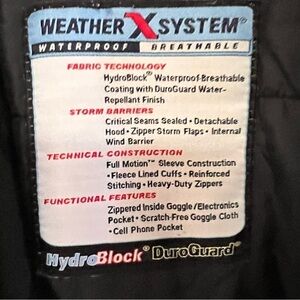 WEATHER X SYSTEM®
WATERPROOF BREATHABLE
FABRIC TECHNOLOGY
HydroBlock® Waterproof-Breathable
Coating with DuroGuard Water-
Repellant Finish
STORM BARRIERS
Critical Seams Sealed • Detachable
Hood • Zipper Storm Flaps • Internal
Wind Barrier
TECHNICAL CONSTRUCTION
Full Motion™ Sleeve Construction
• Fleece Lined Cuffs • Reinforced
Stitching • Heavy-Duty Zippers
FUNCTIONAL FEATURES
Zippered Inside Goggle/Electronics
Pocket • Scratch-Free Goggle Cloth
• Cell Phone Pocket
HydroBlock® DuroGuard®